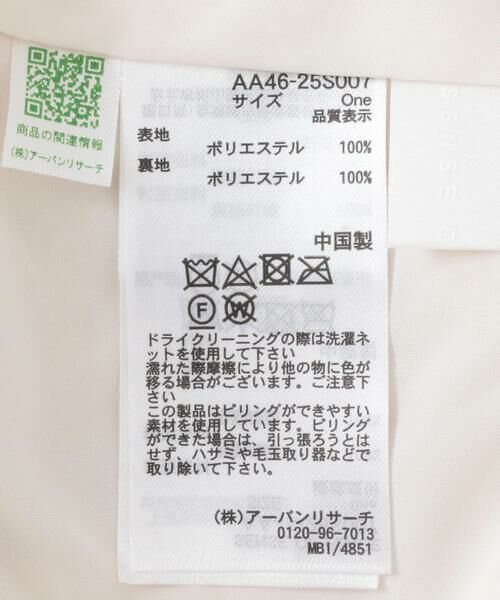 商品の関連情報
(株)アーバンリサーチ
AA46-25S007
サイズ One
品質表示
表地
ポリエステル 100%
裏地
ポリエステル 100%
中国製
F W
ドライクリーニングの際は洗濯ネ
ットを使用して下さい
濡れた際摩擦により他の物に色が
移る場合がございます。ご注意下
さい
この製品はピリングができやすい
素材を使用しています。ピリング
ができた場合は、引っ張ろうとは
せず、ハサミや毛玉取り器などで
取り除いて下さい。
(株)アーバンリサーチ
0120-96-7013
MBI/4851